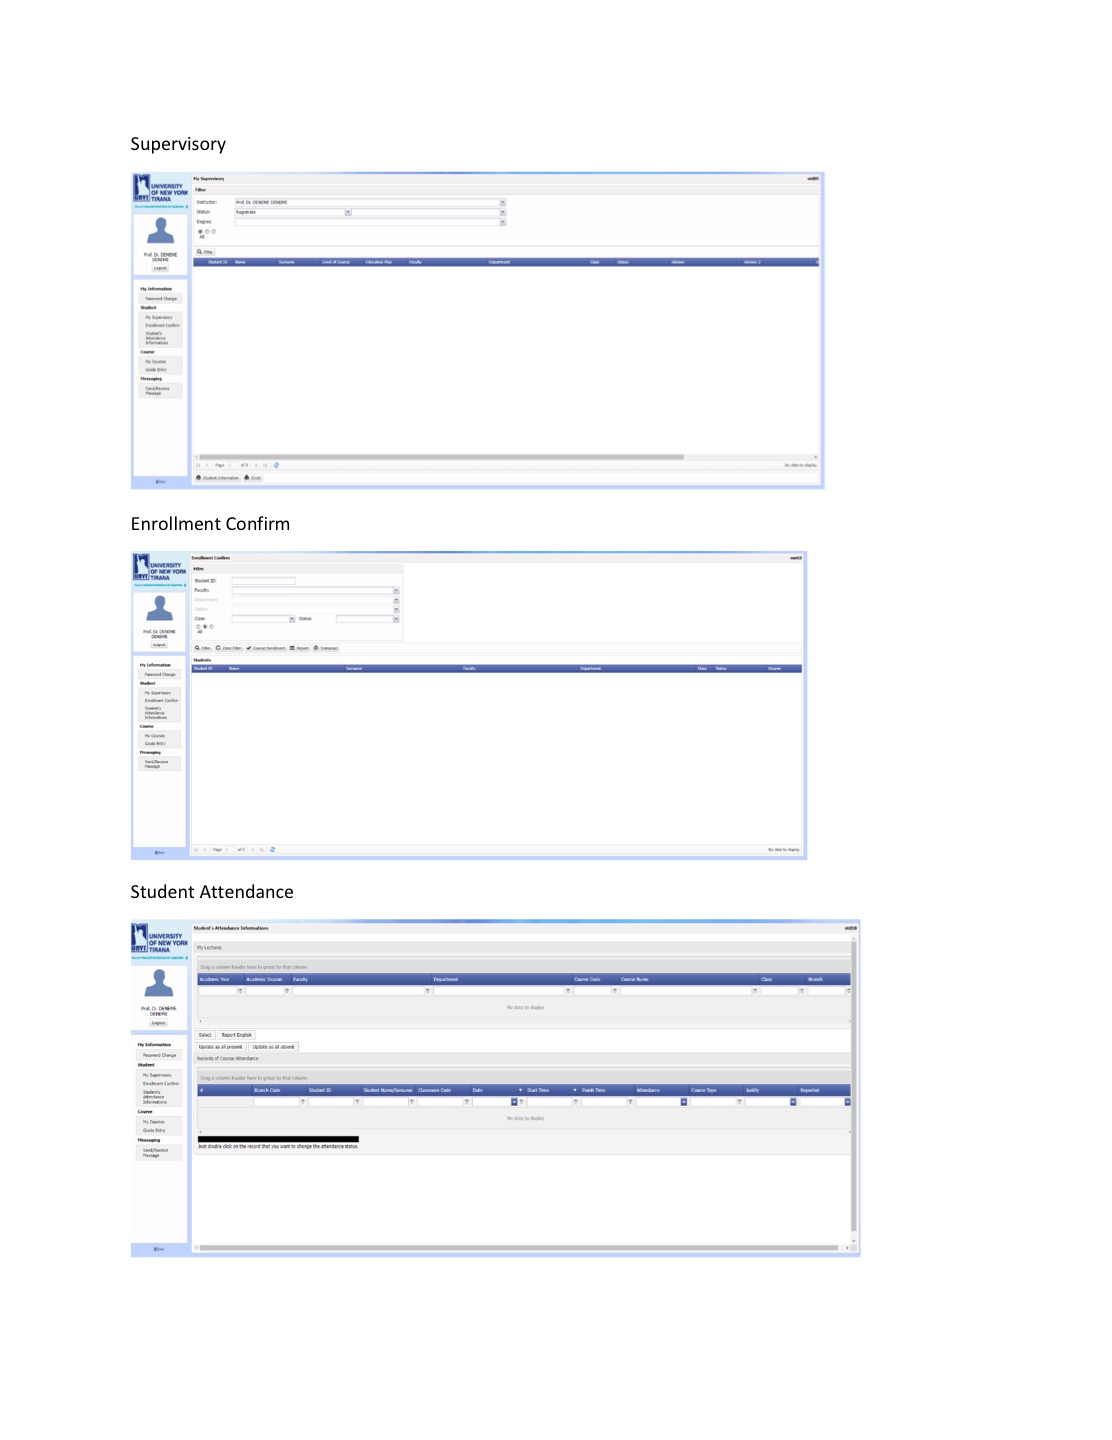 Supervisory
UNIVERSITY
OF NEW YORK
TIRANA
UNYT
Prof. Dr. DENEME
DENEME
Logout
My Information
Password Change
Student
My Supervisory
Enrollment Confirm
Student's
Attendance
Informations
Course
My Courses
Grade Entry
Messaging
Send/Receive
Message
My Supervisory
Filter
Instructor: Prof. Dr. DENEME DENEME
Status: Registrate
Degree:
All
Filter
Student ID Name Surname Level of Course Education Plan Faculty Department Class Status Advisor Advisor 2
Page of 0 No data to display
Student Information Excel
Enrollment Confirm
UNIVERSITY
OF NEW YORK
TIRANA
UNYT
Prof. Dr. DENEME
DENEME
Logout
My Information
Password Change
Student
My Supervisory
Enrollment Confirm
Student's
Attendance
Informations
Course
My Courses
Grade Entry
Messaging
Send/Receive
Message
Enrollment Confirm
Filtre
Student ID:
Faculty:
Department:
Option:
Class: Status:
All
Filter Clear Filter Course Enrollment Report Transcript
Students
Student ID Name Surname Faculty Department Class Status Degree
Page of 0 No data to display
Student Attendance
UNIVERSITY
OF NEW YORK
TIRANA
UNYT
Prof. Dr. DENEME
DENEME
Logout
My Information
Password Change
Student
My Supervisory
Enrollment Confirm
Student's
Attendance
Informations
Course
My Courses
Grade Entry
Messaging
Send/Receive
Message
Student's Attendance Informations
My Lectures
Drag a column header here to group by that column
Academic Year Academic Season Faculty Department Course Code Course Name Class Branch
No data to display
Select Report English
Update as all present Update as all absent
Records of Course Attendance
Drag a column header here to group by that column
# Branch Code Student ID Student Name/Surname Classroom Code Date Start Time Finish Time Attendance Course Type Justify Reported
No data to display
Just double click on the record that you want to change the attendance status.